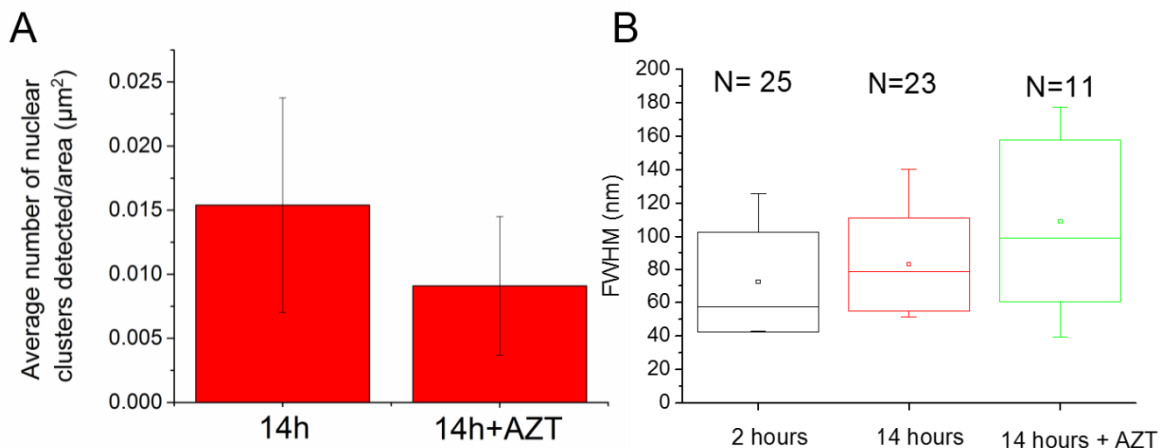 A
Average number of nuclear
clusters detected/area (µm²)
0.025
0.020
0.015
0.010
0.005
0.000
14h
14h+AZT
B
FWHM (nm)
200
180
160
140
120
100
80
60
40
20
0
N= 25
N=23
N=11
2 hours
14 hours
14 hours + AZT